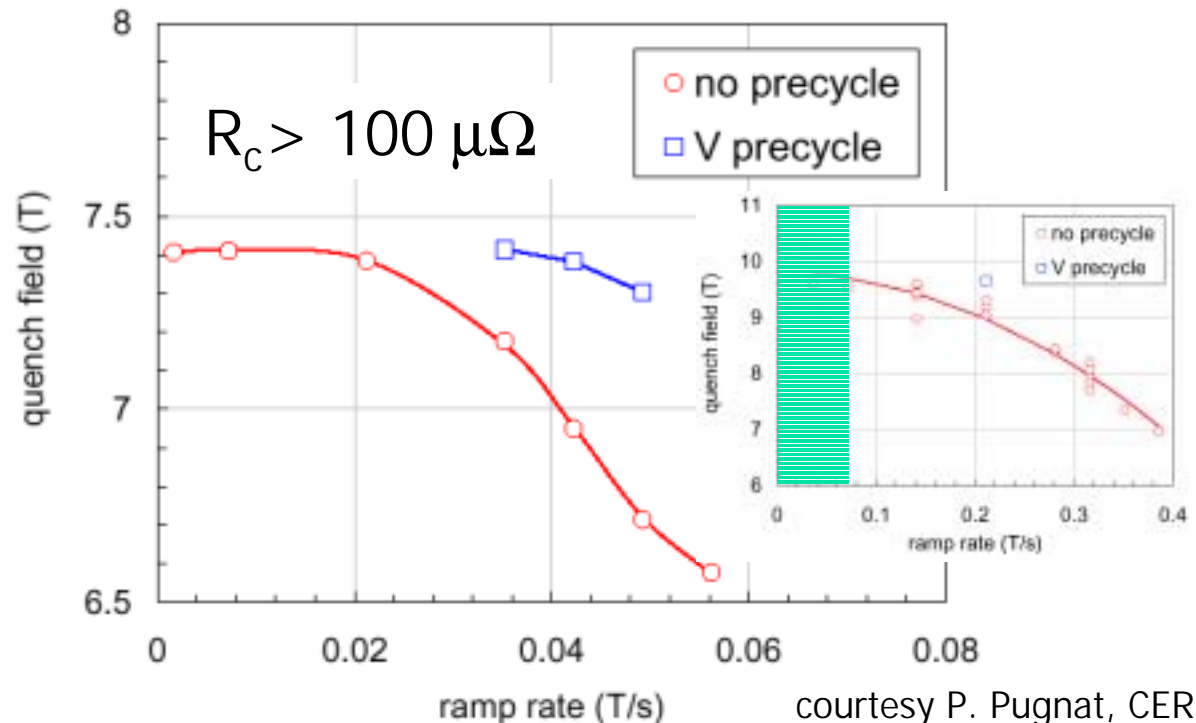 8
7.5
7
6.5
quench field (T)
R_c > 100 μΩ
no precycle
V precycle
11
10
9
8
7
6
quench field (T)
no precycle
V precycle
0 0.1 0.2 0.3 0.4
ramp rate (T/s)
0 0.02 0.04 0.06 0.08
ramp rate (T/s)
courtesy P. Pugnat, CER